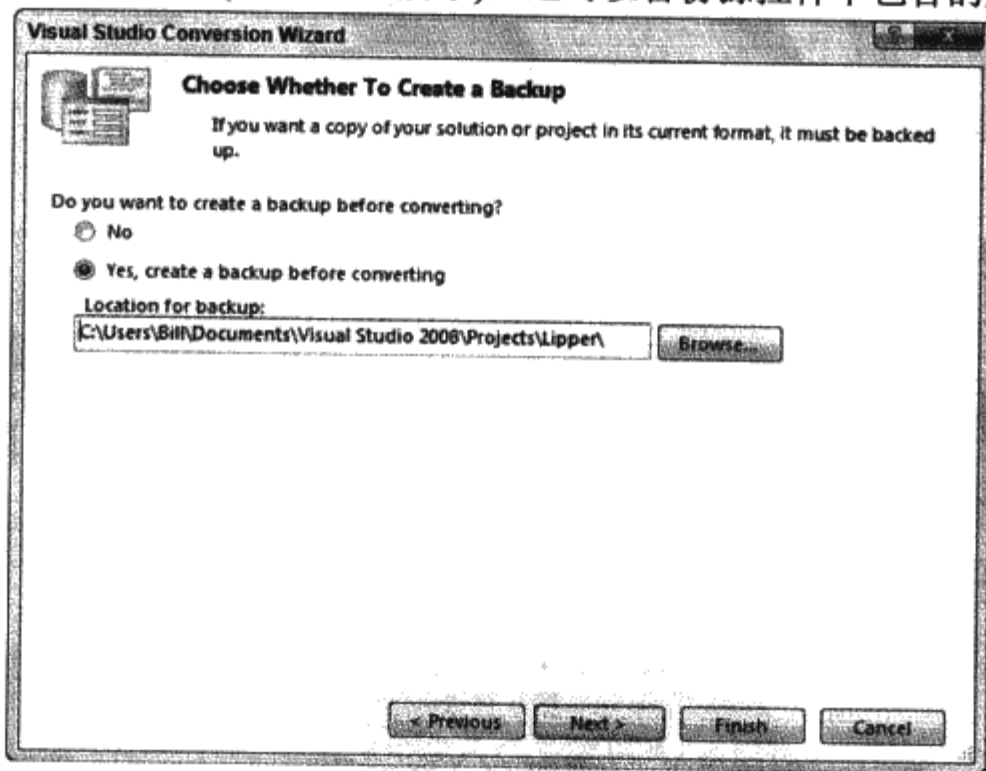 Visual Studio Conversion Wizard
Choose Whether To Create a Backup
If you want a copy of your solution or project in its current format, it must be backed
up.
Do you want to create a backup before converting?
No
Yes, create a backup before converting
Location for backup:
C:\Users\Bill\Documents\Visual Studio 2008\Projects\Lipper\
Browse...
< Previous
Next >
Finish
Cancel